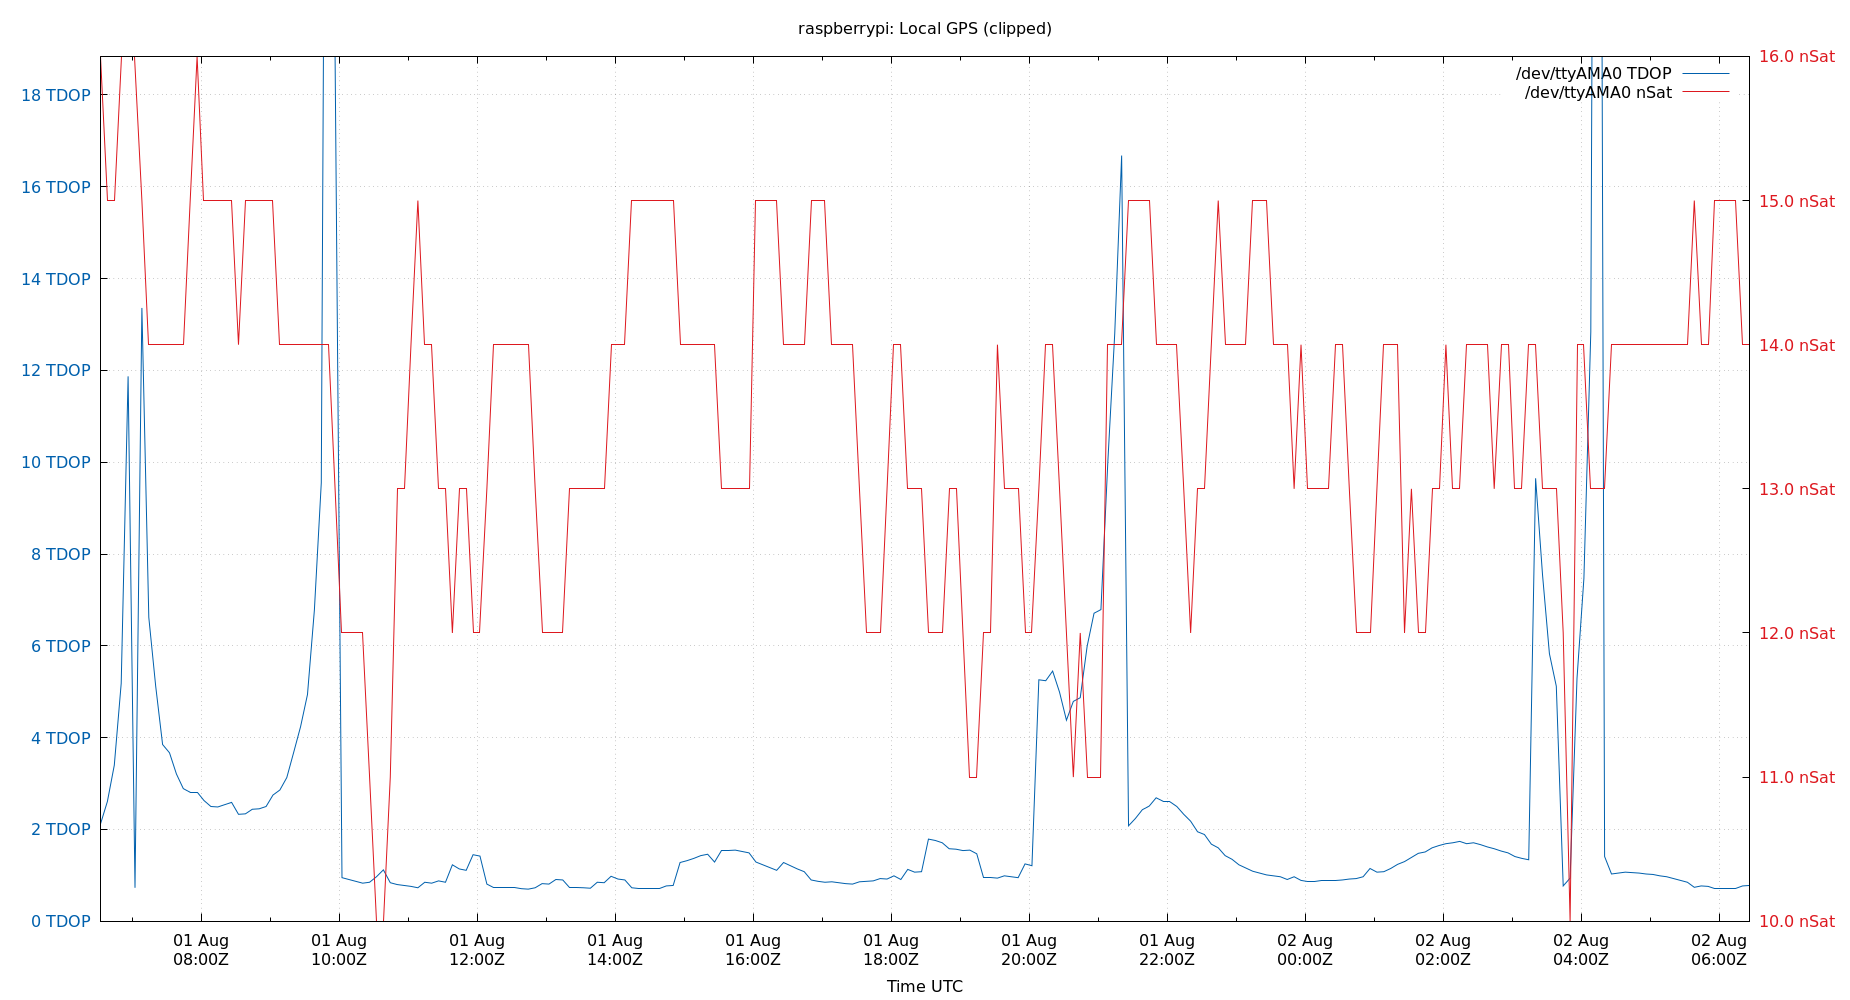 raspberrypi: Local GPS (clipped)
/dev/ttyAMA0 TDOP
/dev/ttyAMA0 nSat
18 TDOP
16 TDOP
14 TDOP
12 TDOP
10 TDOP
8 TDOP
6 TDOP
4 TDOP
2 TDOP
0 TDOP
16.0 nSat
15.0 nSat
14.0 nSat
13.0 nSat
12.0 nSat
11.0 nSat
10.0 nSat
01 Aug 08:00Z
01 Aug 10:00Z
01 Aug 12:00Z
01 Aug 14:00Z
01 Aug 16:00Z
01 Aug 18:00Z
01 Aug 20:00Z
01 Aug 22:00Z
02 Aug 00:00Z
02 Aug 02:00Z
02 Aug 04:00Z
02 Aug 06:00Z
Time UTC